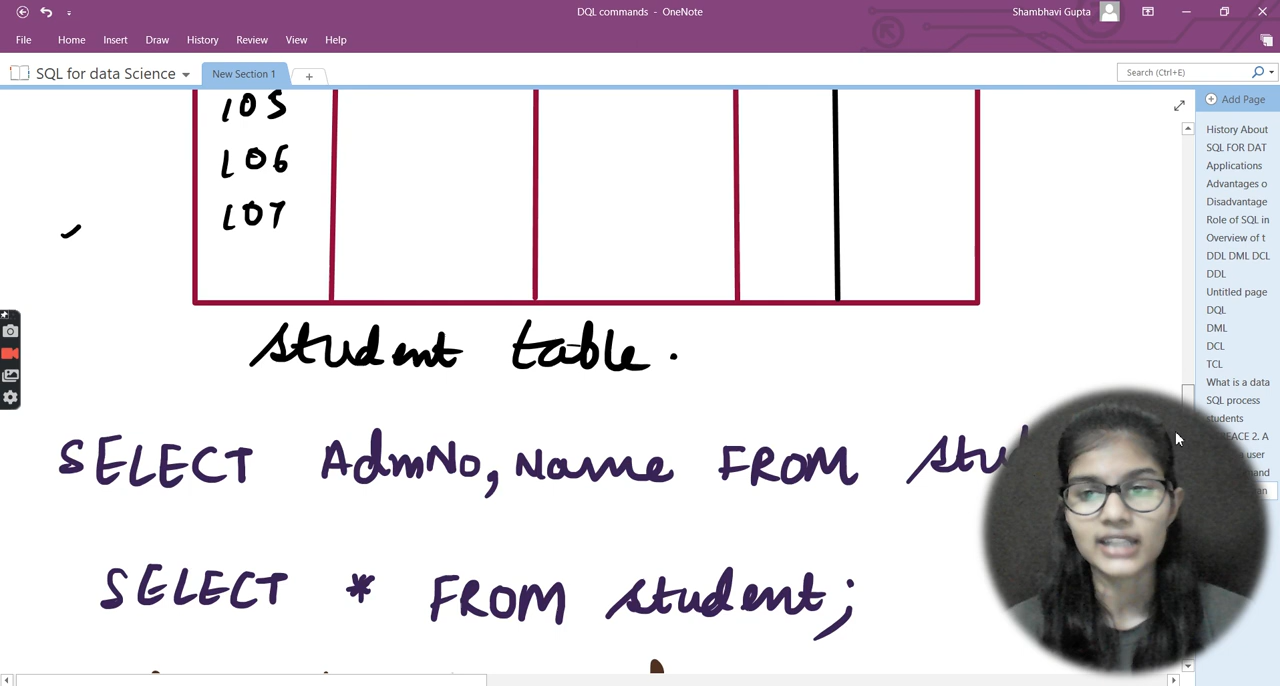 DQL commands - OneNote
Shambhavi Gupta
File Home Insert Draw History Review View Help
SQL for data Science
New Section 1
+
Search (Ctrl+E)
Add Page
105
106
107
student table.
SELECT AdmNo, Name FROM
SELECT * FROM student;
History About
SQL FOR DAT
Applications
Advantages o
Disadvantage
Role of SQL in
Overview of t
DDL DML DCL
DDL
Untitled page
DQL
DML
DCL
TCL
What is a data
SQL process
students
2. A
user